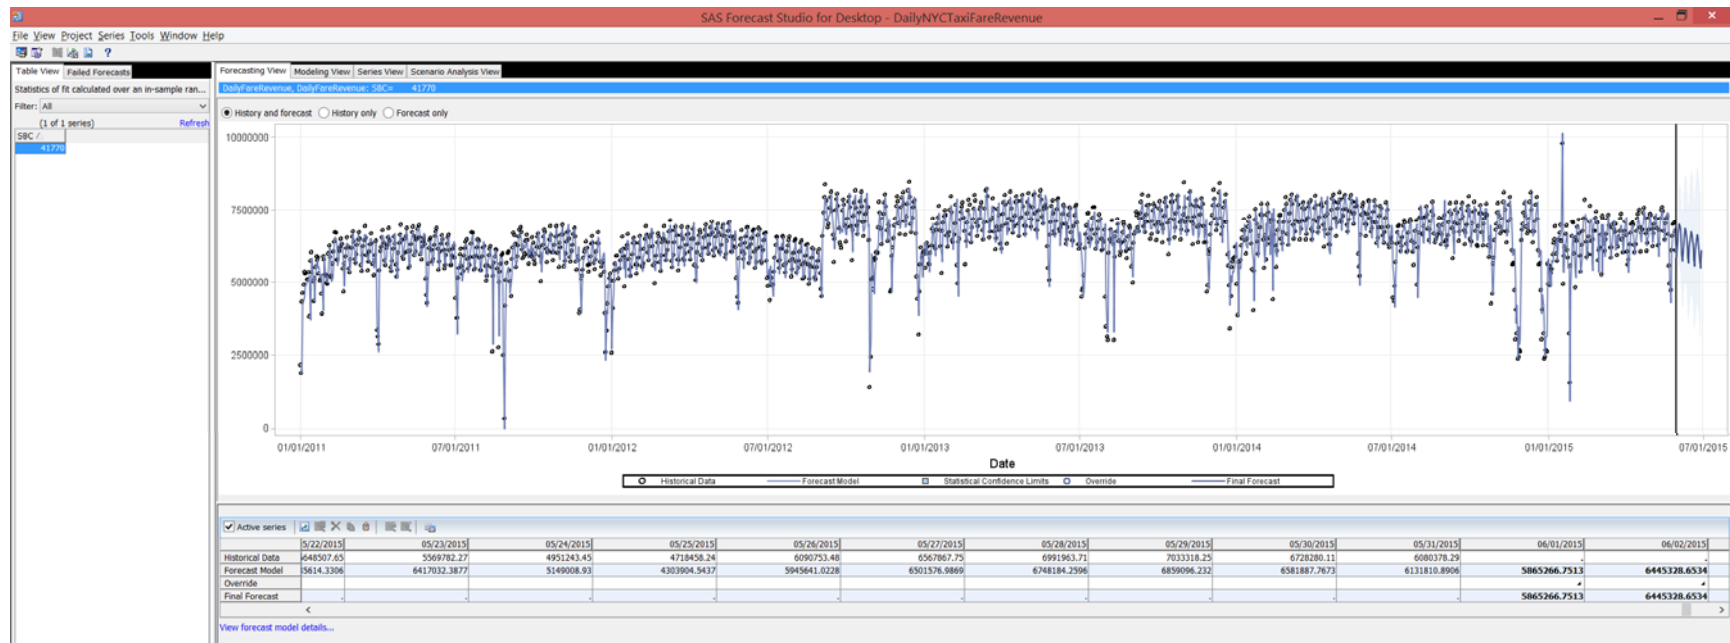 SAS Forecast Studio for Desktop - DailyNYCTaxiFareRevenue
File View Project Series Tools Window Help
Table View Failed Forecasts
Statistics of fit calculated over an in-sample ran...
Filter: All
(1 of 1 series) Refresh
SBC
41770
Forecasting View Modeling View Series View Scenario Analysis View
DailyFareRevenue, DailyFareRevenue: SBC= 41770
History and forecast History only Forecast only
10000000
7500000
5000000
2500000
0
01/01/2011 07/01/2011 01/01/2012 07/01/2012 01/01/2013 07/01/2013 01/01/2014 07/01/2014 01/01/2015 07/01/2015
Date
Historical Data Forecast Model Statistical Confidence Limits Override Final Forecast
Active series
5/22/2015 05/23/2015 05/24/2015 05/25/2015 05/26/2015 05/27/2015 05/28/2015 05/29/2015 05/30/2015 05/31/2015 06/01/2015 06/02/2015
Historical Data 648507.65 5569782.27 4951243.45 4718458.24 6090753.48 6567867.75 6991963.71 7033318.25 6728280.11 6080378.29 . .
Forecast Model 5614.3306 6417032.3877 5149008.93 4303904.5437 5945641.0228 6501576.9869 6748184.2596 6859096.232 6581887.7673 6131810.8906 5865266.7513 6445328.6534
Override
Final Forecast . . . . . . . . . . 5865266.7513 6445328.6534
View forecast model details...